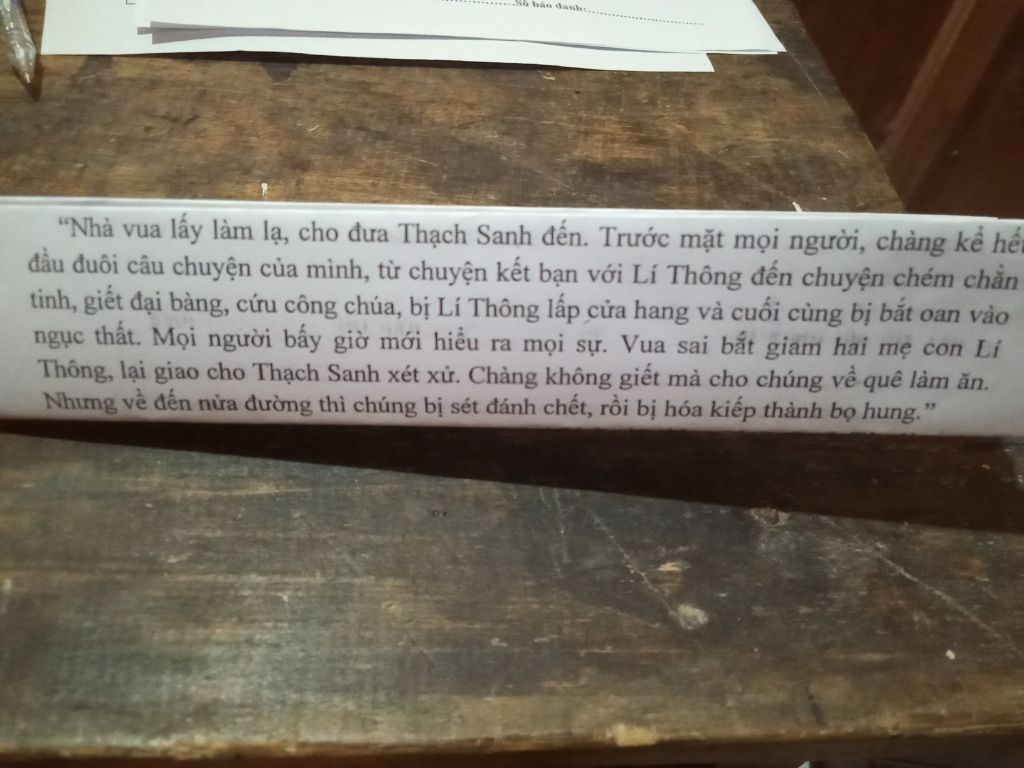 Số báo danh:
“Nhà vua lấy làm lạ, cho đưa Thạch Sanh đến. Trước mặt mọi người, chàng kể hết
đầu đuôi câu chuyện của mình, từ chuyện kết bạn với Lí Thông đến chuyện chém chằn
tinh, giết đại bàng, cứu công chúa, bị Lí Thông lấp cửa hang và cuối cùng bị bắt oan vào
ngục thất. Mọi người bấy giờ mới hiểu ra mọi sự. Vua sai bắt giam hai mẹ con Lí
Thông, lại giao cho Thạch Sanh xét xử. Chàng không giết mà cho chúng về quê làm ăn.
Nhưng về đến nửa đường thì chúng bị sét đánh chết, rồi bị hóa kiếp thành bọ hung.”